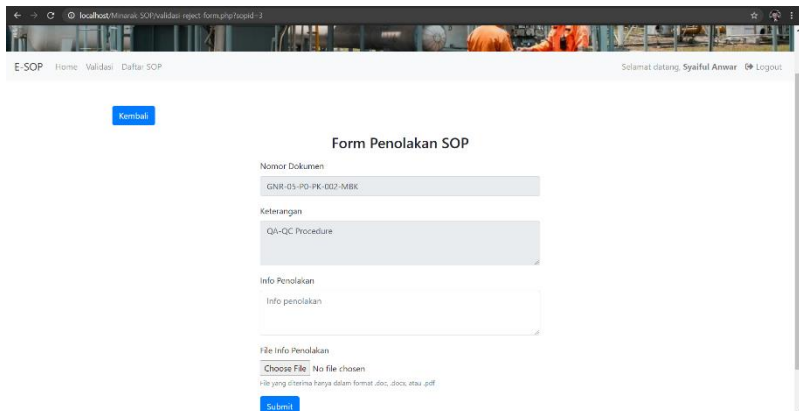 localhost/Minarak-SOP/validasi-reject-form.php?sopid=3
E-SOP Home Validasi Daftar SOP Selamat datang, Syaiful Anwar Logout
Kembali
Form Penolakan SOP
Nomor Dokumen
GNR-05-P0-PK-002-MBK
Keterangan
QA-QC Procedure
Info Penolakan
Info penolakan
File Info Penolakan
Choose File No file chosen
File yang diterima hanya dalam format .doc, .docx, atau .pdf
Submit